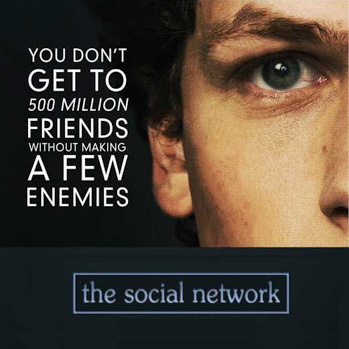 YOU DON'T
GET TO
500 MILLION
FRIENDS
WITHOUT MAKING
A FEW
ENEMIES
the social network